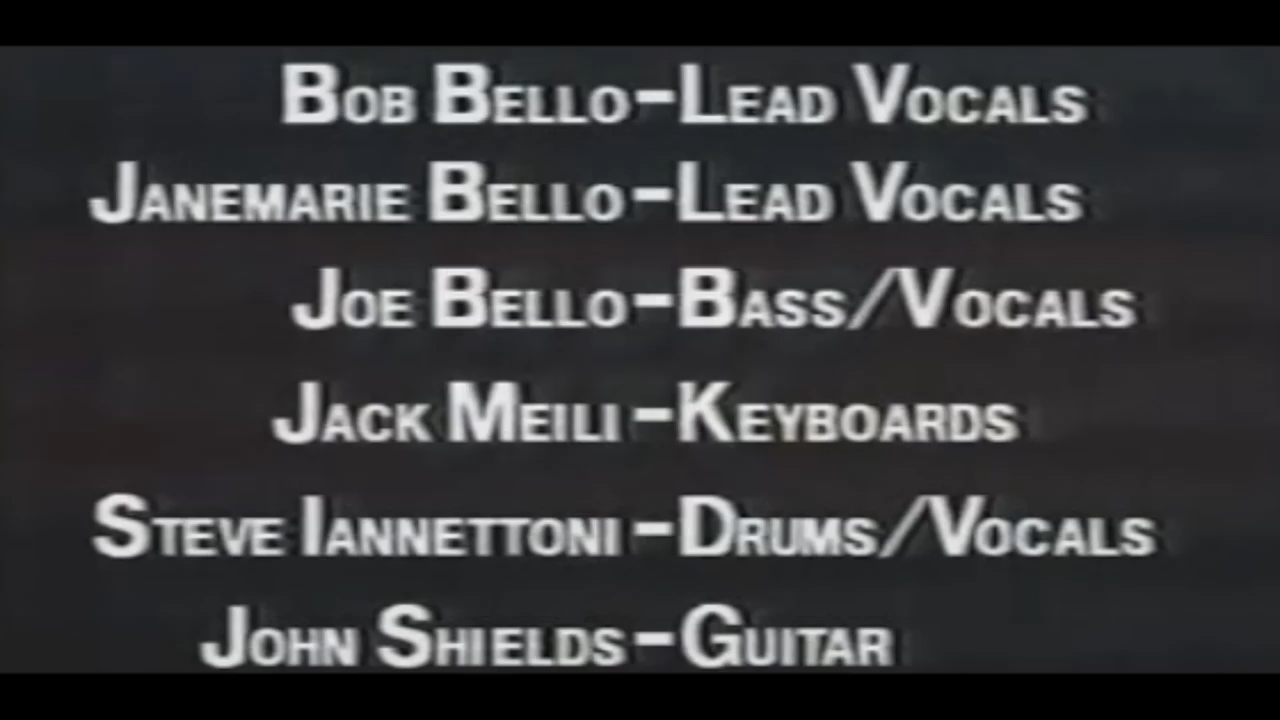 Bob Bello-Lead Vocals
Janemarie Bello-Lead Vocals
Joe Bello-Bass/Vocals
Jack Meili-Keyboards
Steve Iannettoni-Drums/Vocals
John Shields-Guitar